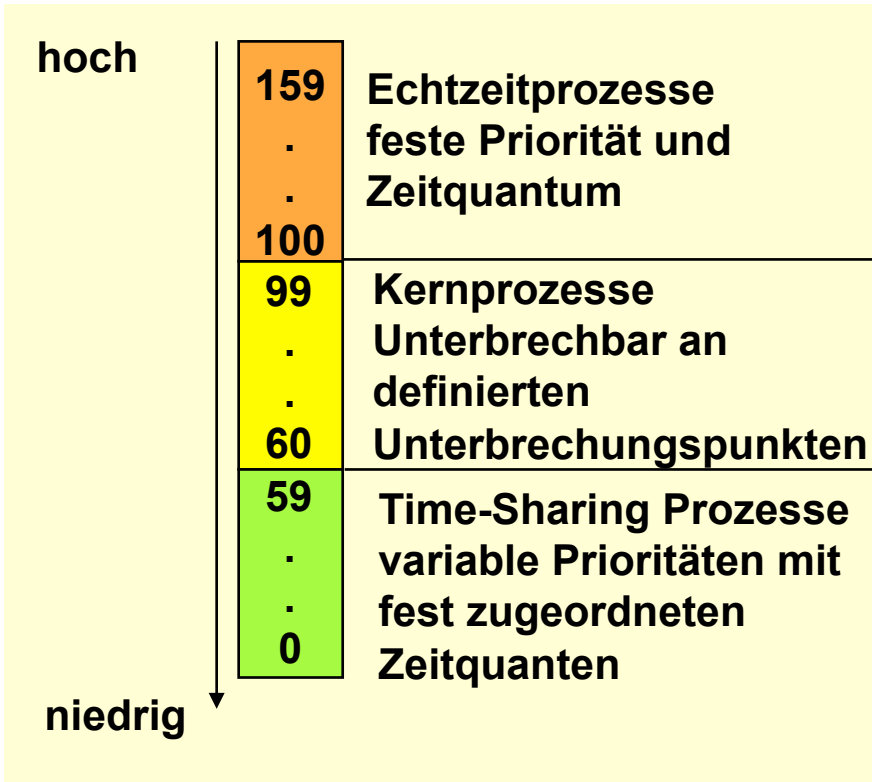 hoch
159
.
.
100
Echtzeitprozesse
feste Priorität und
Zeitquantum
99
.
.
60
Kernprozesse
Unterbrechbar an
definierten
Unterbrechungspunkten
59
.
.
0
Time-Sharing Prozesse
variable Prioritäten mit
fest zugeordneten
Zeitquanten
niedrig